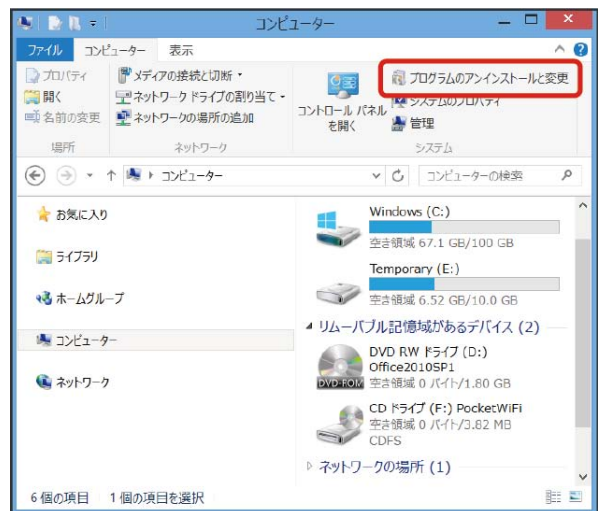 コンピューター
ファイル コンピューター 表示
プロパティ
開く
名前の変更
場所
メディアの接続と切断
ネットワーク ドライブの割り当て
ネットワークの場所の追加
ネットワーク
コントロール パネル
を開く
プログラムのアンインストールと変更
システムのプロパティ
管理
システム
コンピューター
コンピューターの検索
お気に入り
ライブラリ
ホームグループ
コンピューター
ネットワーク
Windows (C:)
空き領域 67.1 GB/100 GB
Temporary (E:)
空き領域 6.52 GB/10.0 GB
リムーバブル記憶域があるデバイス (2)
DVD RW ドライブ (D:)
Office2010SP1
DVD-ROM
空き領域 0 バイト/1.80 GB
CD ドライブ (F:) PocketWiFi
空き領域 0 バイト/3.82 MB
CDFS
ネットワークの場所 (1)
6 個の項目 1 個の項目を選択